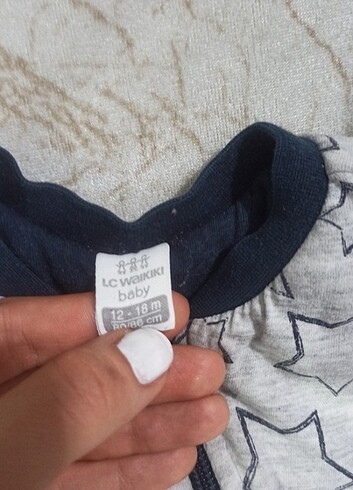 LC WAIKIKI
baby
12 - 18 m
80/86 cm